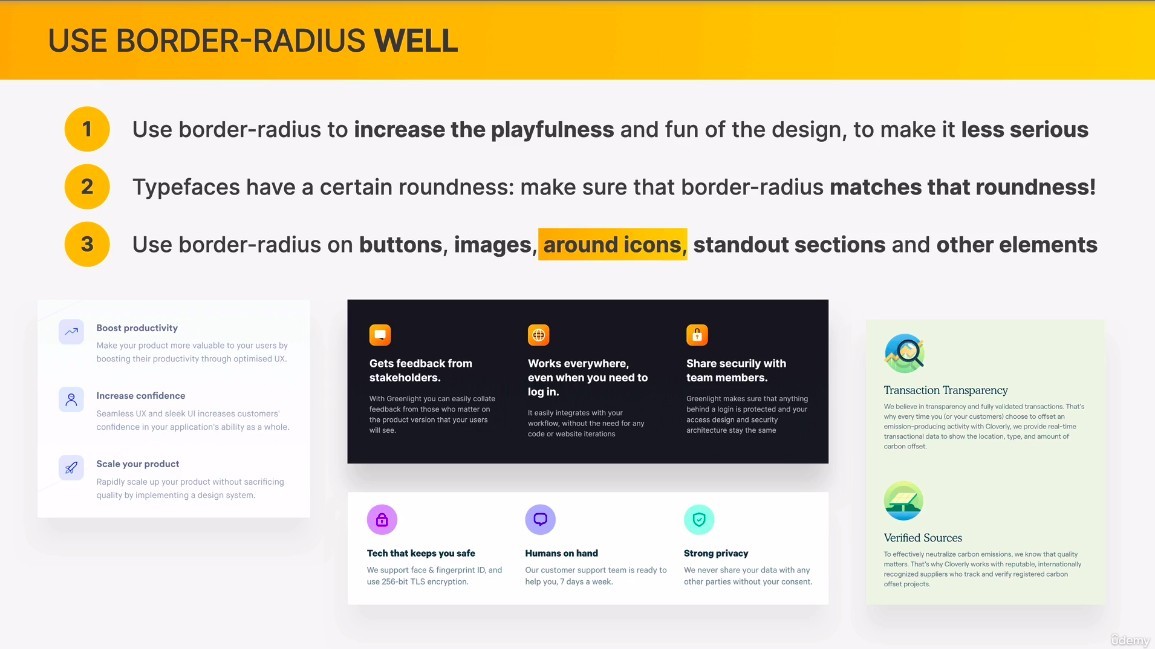 USE BORDER-RADIUS WELL
1 Use border-radius to increase the playfulness and fun of the design, to make it less serious
2 Typefaces have a certain roundness: make sure that border-radius matches that roundness!
3 Use border-radius on buttons, images, around icons, standout sections and other elements
Boost productivity
Make your product more valuable to your users by
boosting their productivity through optimised UX.
Increase confidence
Seamless UX and sleek UI increases customers'
confidence in your application's ability as a whole.
Scale your product
Rapidly scale up your product without sacrificing
quality by implementing a design system.
Gets feedback from
stakeholders.
With Greenlight you can easily collate
feedback from those who matter on
the product version that your users
will see.
Works everywhere,
even when you need to
log in.
It easily integrates with your
workflow, without the need for any
code or website iterations
Share securily with
team members.
Greenlight makes sure that anything
behind a login is protected and your
access design and security
architecture stay the same
Tech that keeps you safe
We support face & fingerprint ID, and
use 256-bit TLS encryption.
Humans on hand
Our customer support team is ready to
help you, 7 days a week.
Strong privacy
We never share your data with any
other parties without your consent.
Transaction Transparency
We believe in transparency and fully validated transactions. That's
why every time you (or your customers) choose to offset an
emission-producing activity with Cloverly, we provide real-time
transactional data to show the location, type, and amount of
carbon offset.
Verified Sources
To effectively neutralize carbon emissions, we know that quality
matters. That's why Cloverly works with reputable, internationally
recognized suppliers who track and verify registered carbon
offset projects.
ûdemy